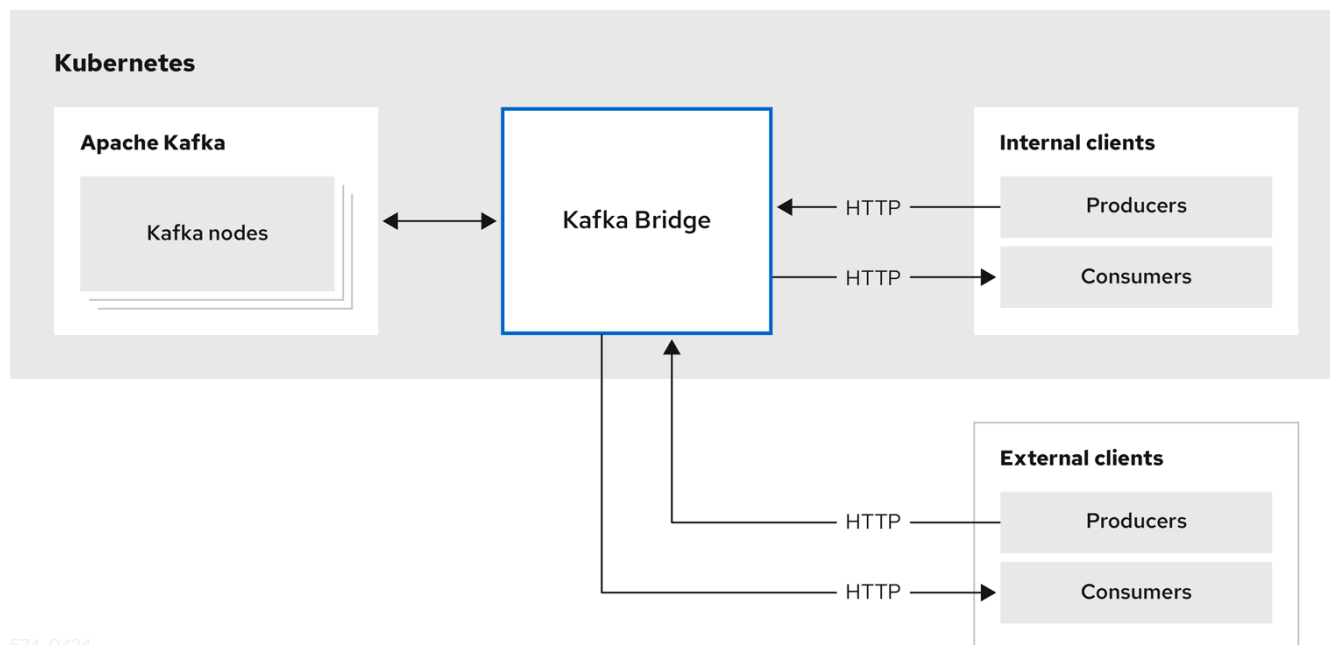 Kubernetes
Apache Kafka
Kafka nodes
Kafka Bridge
Internal clients
HTTP
Producers
HTTP
Consumers
External clients
HTTP
Producers
HTTP
Consumers